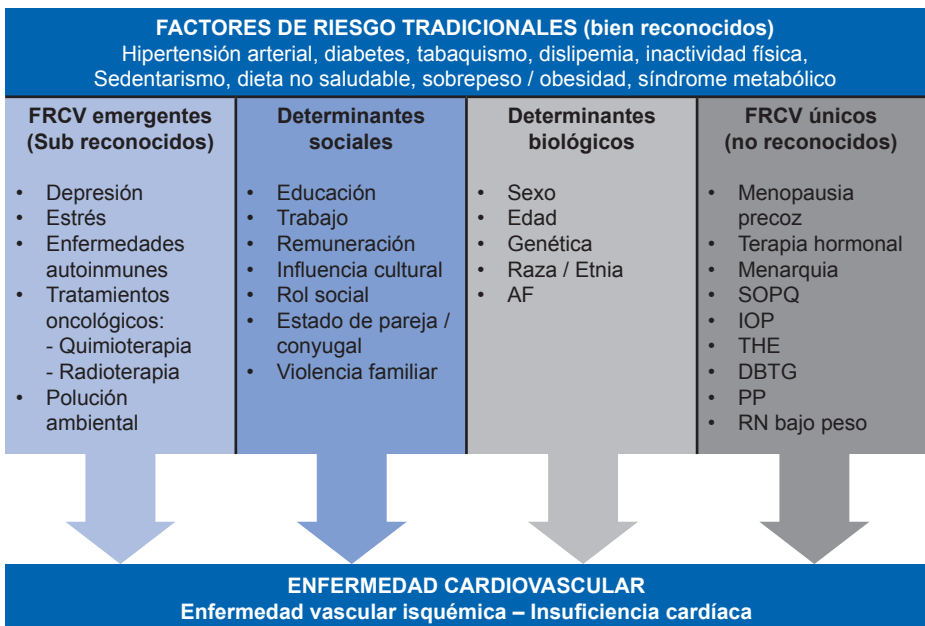 FACTORES DE RIESGO TRADICIONALES (bien reconocidos)
Hipertensión arterial, diabetes, tabaquismo, dislipemia, inactividad física,
Sedentarismo, dieta no saludable, sobrepeso / obesidad, síndrome metabólico
FRCV emergentes
(Sub reconocidos)
• Depresión
• Estrés
• Enfermedades
autoinmunes
• Tratamientos
oncológicos:
- Quimioterapia
- Radioterapia
• Polución
ambiental
Determinantes
sociales
• Educación
• Trabajo
• Remuneración
• Influencia cultural
• Rol social
• Estado de pareja /
conyugal
• Violencia familiar
Determinantes
biológicos
• Sexo
• Edad
• Genética
• Raza / Etnia
• AF
FRCV únicos
(no reconocidos)
• Menopausia
precoz
• Terapia hormonal
• Menarquia
• SOPQ
• IOP
• THE
• DBTG
• PP
• RN bajo peso
ENFERMEDAD CARDIOVASCULAR
Enfermedad vascular isquémica – Insuficiencia cardíaca